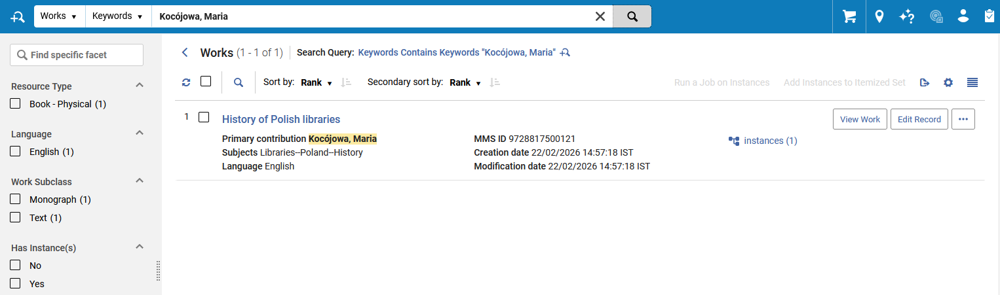 Works Keywords Kocójowa, Maria
Find specific facet
Resource Type
Book - Physical (1)
Language
English (1)
Work Subclass
Monograph (1)
Text (1)
Has Instance(s)
No
Yes
Works (1 - 1 of 1) Search Query: Keywords Contains Keywords "Kocójowa, Maria"
Sort by: Rank Secondary sort by: Rank Run a Job on Instances Add Instances to Itemized Set
1 History of Polish libraries View Work Edit Record
Primary contribution Kocójowa, Maria MMS ID 9728817500121 instances (1)
Subjects Libraries--Poland--History Creation date 22/02/2026 14:57:18 IST
Language English Modification date 22/02/2026 14:57:18 IST